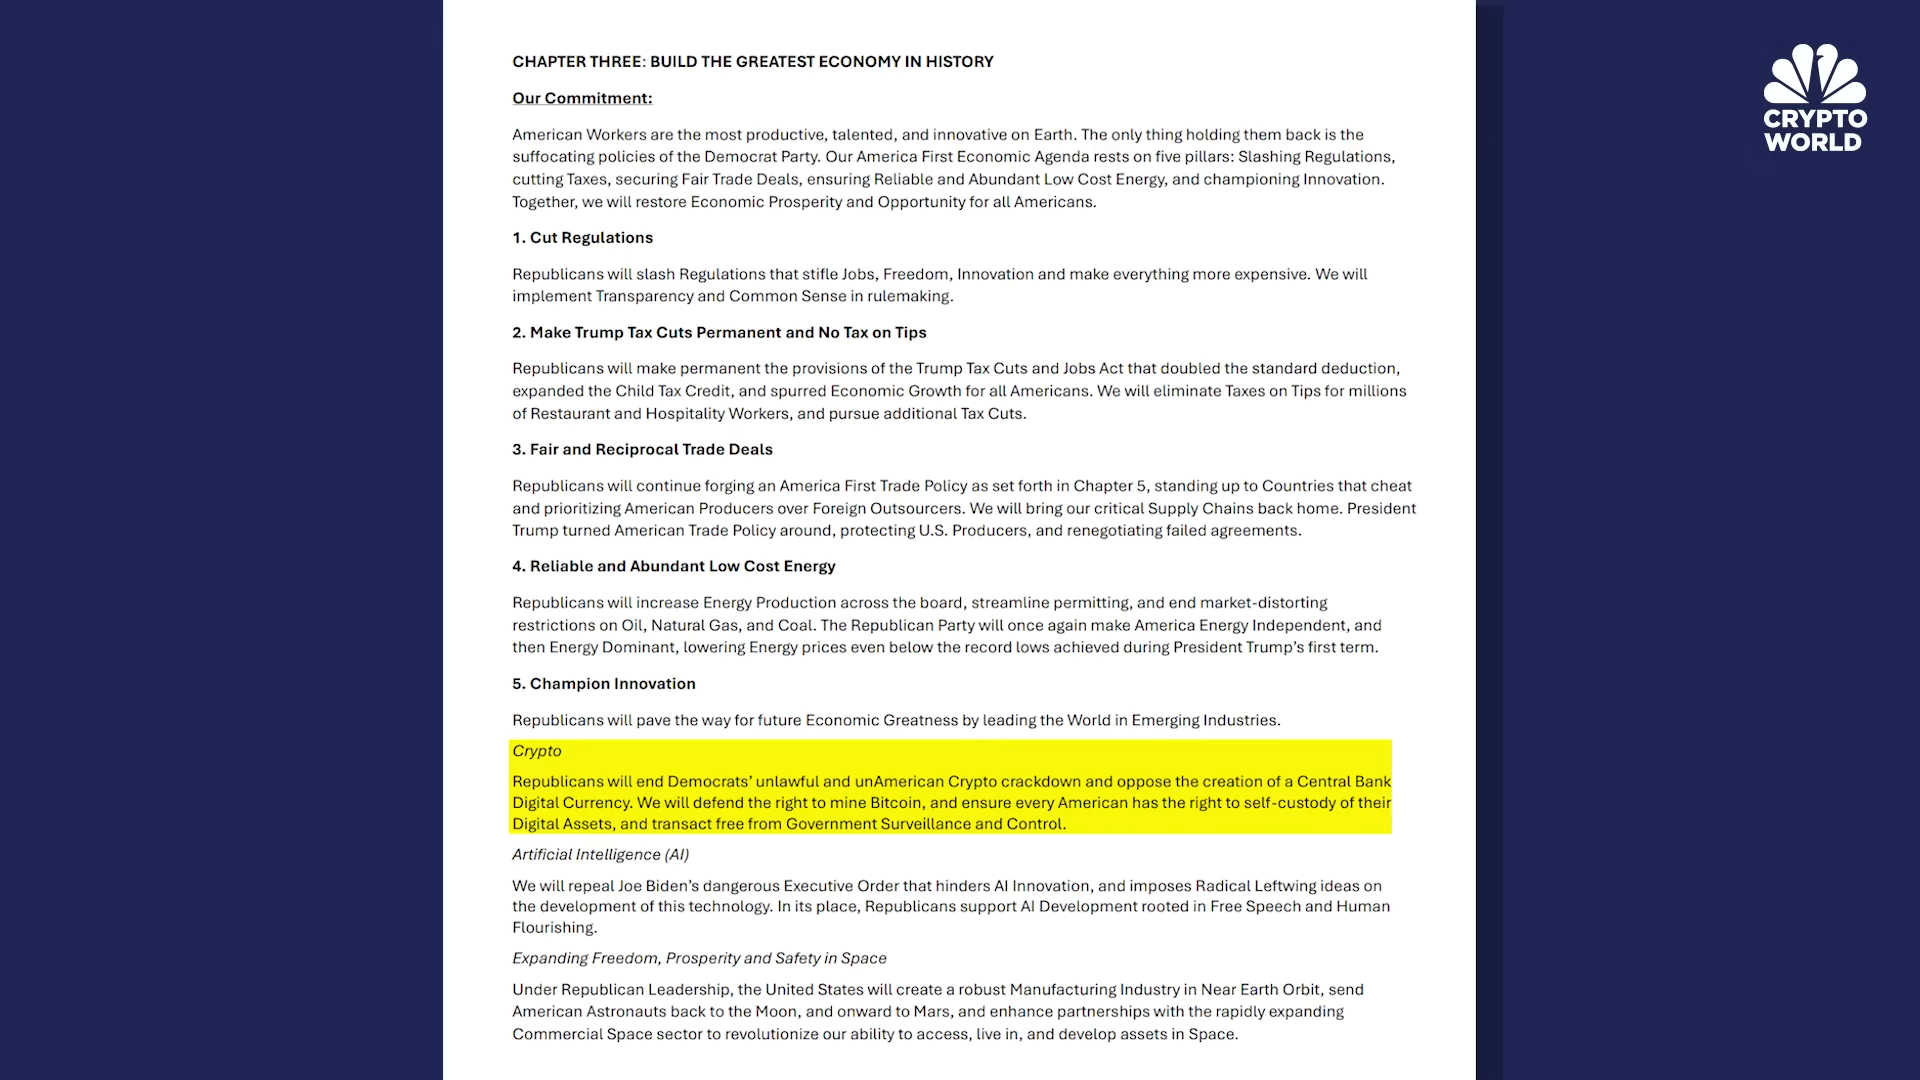 CHAPTER THREE: BUILD THE GREATEST ECONOMY IN HISTORY
Our Commitment:
American Workers are the most productive, talented, and innovative on Earth. The only thing holding them back is the
suffocating policies of the Democrat Party. Our America First Economic Agenda rests on five pillars: Slashing Regulations,
cutting Taxes, securing Fair Trade Deals, ensuring Reliable and Abundant Low Cost Energy, and championing Innovation.
Together, we will restore Economic Prosperity and Opportunity for all Americans.
1. Cut Regulations
Republicans will slash Regulations that stifle Jobs, Freedom, Innovation and make everything more expensive. We will
implement Transparency and Common Sense in rulemaking.
2. Make Trump Tax Cuts Permanent and No Tax on Tips
Republicans will make permanent the provisions of the Trump Tax Cuts and Jobs Act that doubled the standard deduction,
expanded the Child Tax Credit, and spurred Economic Growth for all Americans. We will eliminate Taxes on Tips for millions
of Restaurant and Hospitality Workers, and pursue additional Tax Cuts.
3. Fair and Reciprocal Trade Deals
Republicans will continue forging an America First Trade Policy as set forth in Chapter 5, standing up to Countries that cheat
and prioritizing American Producers over Foreign Outsourcers. We will bring our critical Supply Chains back home. President
Trump turned American Trade Policy around, protecting U.S. Producers, and renegotiating failed agreements.
4. Reliable and Abundant Low Cost Energy
Republicans will increase Energy Production across the board, streamline permitting, and end market-distorting
restrictions on Oil, Natural Gas, and Coal. The Republican Party will once again make America Energy Independent, and
then Energy Dominant, lowering Energy prices even below the record lows achieved during President Trump's first term.
5. Champion Innovation
Republicans will pave the way for future Economic Greatness by leading the World in Emerging Industries.
Crypto
Republicans will end Democrats' unlawful and unAmerican Crypto crackdown and oppose the creation of a Central Bank
Digital Currency. We will defend the right to mine Bitcoin, and ensure every American has the right to self-custody of their
Digital Assets, and transact free from Government Surveillance and Control.
Artificial Intelligence (AI)
We will repeal Joe Biden's dangerous Executive Order that hinders AI Innovation, and imposes Radical Leftwing ideas on
the development of this technology. In its place, Republicans support AI Development rooted in Free Speech and Human
Flourishing.
Expanding Freedom, Prosperity and Safety in Space
Under Republican Leadership, the United States will create a robust Manufacturing Industry in Near Earth Orbit, send
American Astronauts back to the Moon, and onward to Mars, and enhance partnerships with the rapidly expanding
Commercial Space sector to revolutionize our ability to access, live in, and develop assets in Space.
CRYPTO
WORLD